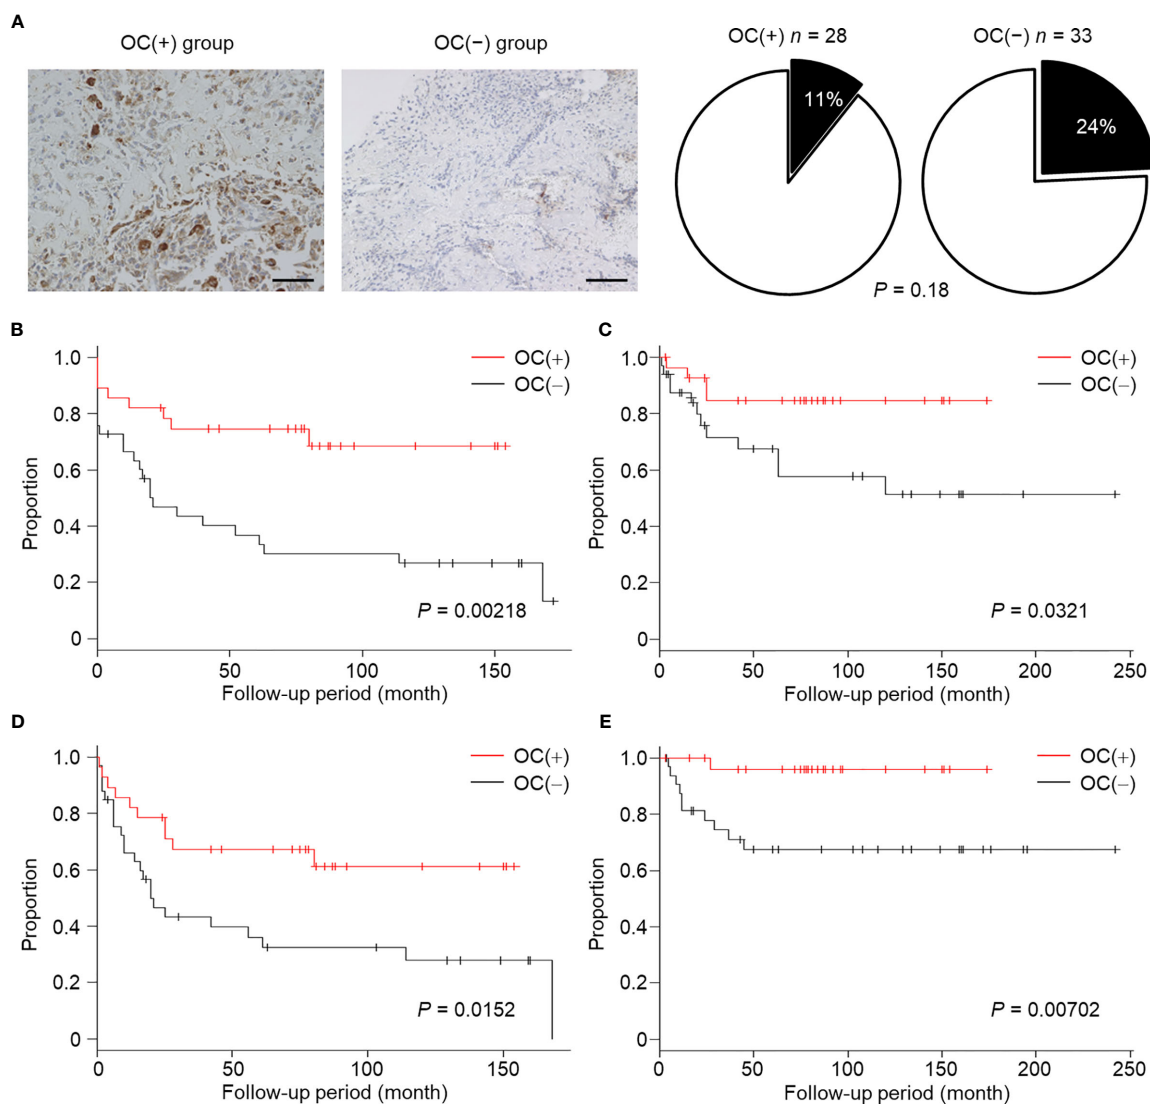 A
OC(+) group
OC(−) group
OC(+) n = 28
OC(−) n = 33
11%
24%
P = 0.18
B
1.0
0.8
0.6
0.4
0.2
0
Proportion
OC(+)
OC(−)
P = 0.00218
0 50 100 150
Follow-up period (month)
C
1.0
0.8
0.6
0.4
0.2
0
Proportion
OC(+)
OC(−)
P = 0.0321
0 50 100 150 200 250
Follow-up period (month)
D
1.0
0.8
0.6
0.4
0.2
0
Proportion
OC(+)
OC(−)
P = 0.0152
0 50 100 150
Follow-up period (month)
E
1.0
0.8
0.6
0.4
0.2
0
Proportion
OC(+)
OC(−)
P = 0.00702
0 50 100 150 200 250
Follow-up period (month)